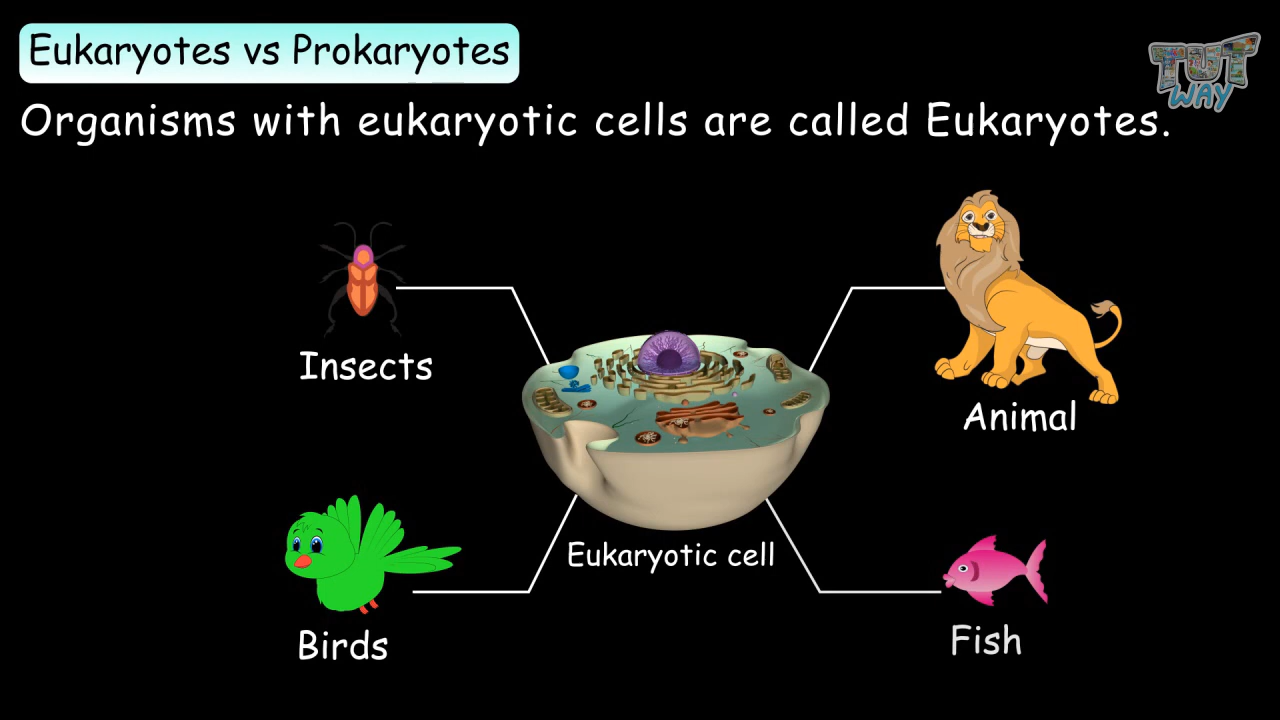 Eukaryotes vs Prokaryotes
TUT
WAY
Organisms with eukaryotic cells are called Eukaryotes.
Insects
Animal
Eukaryotic cell
Birds
Fish